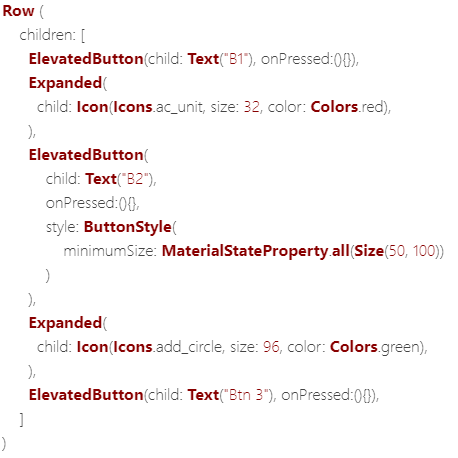 Row (
children: [
ElevatedButton(child: Text("B1"), onPressed:(){}),
Expanded(
child: Icon(Icons.ac_unit, size: 32, color: Colors.red),
),
ElevatedButton(
child: Text("B2"),
onPressed:(){},
style: ButtonStyle(
minimumSize: MaterialStateProperty.all(Size(50, 100))
)
),
Expanded(
child: Icon(Icons.add_circle, size: 96, color: Colors.green),
),
ElevatedButton(child: Text("Btn 3"), onPressed:(){}),
]
)